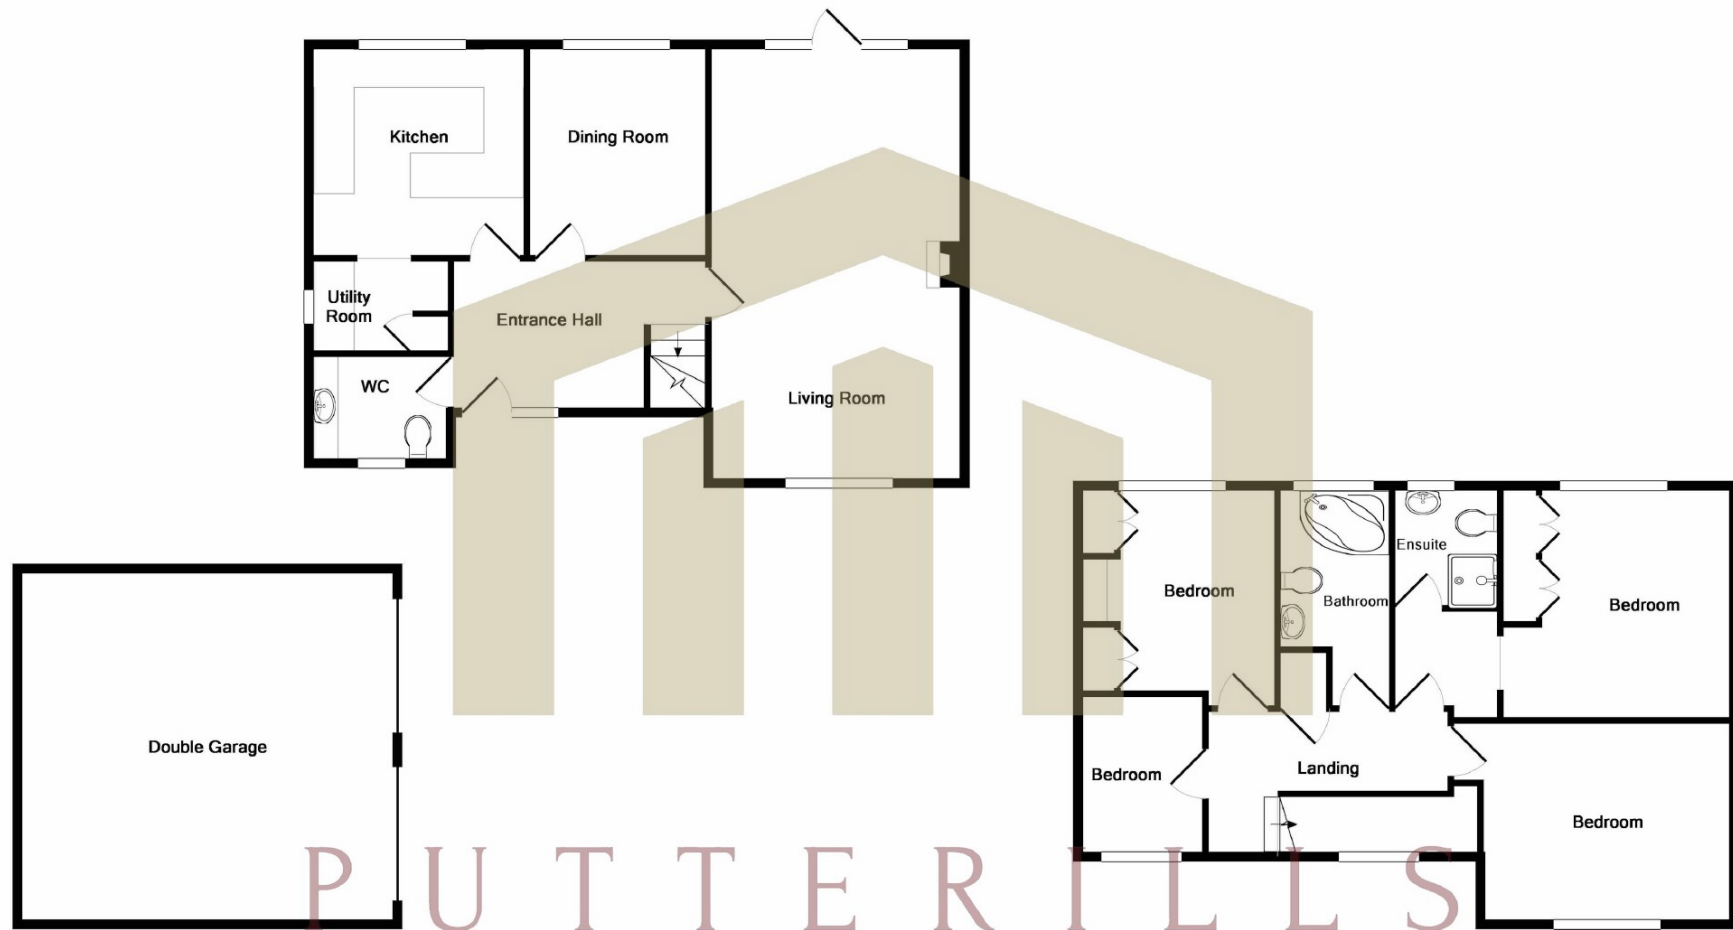 Kitchen
Dining Room
Utility
Room
Entrance Hall
WC
Living Room
Double Garage
Bedroom
Bathroom
Ensuite
Bedroom
Bedroom
Landing
Bedroom
PUTTERILLS